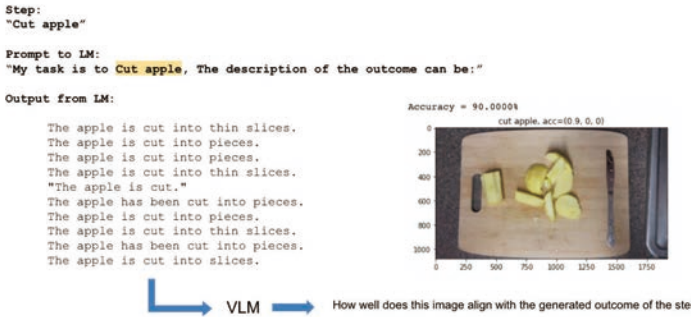 Step:
"Cut apple"
Prompt to LM:
"My task is to Cut apple, The description of the outcome can be:"
Output from LM:
The apple is cut into thin slices.
The apple is cut into pieces.
The apple is cut into pieces.
The apple is cut into thin slices.
"The apple is cut."
The apple has been cut into pieces.
The apple is cut into pieces.
The apple is cut into thin slices.
The apple has been cut into pieces.
The apple is cut into slices.
Accuracy = 90.0000%
cut apple, acc=(0.9, 0, 0)
0
200
400
600
800
1000
0 250 500 750 1000 1250 1500 1750
VLM
How well does this image align with the generated outcome of the ste